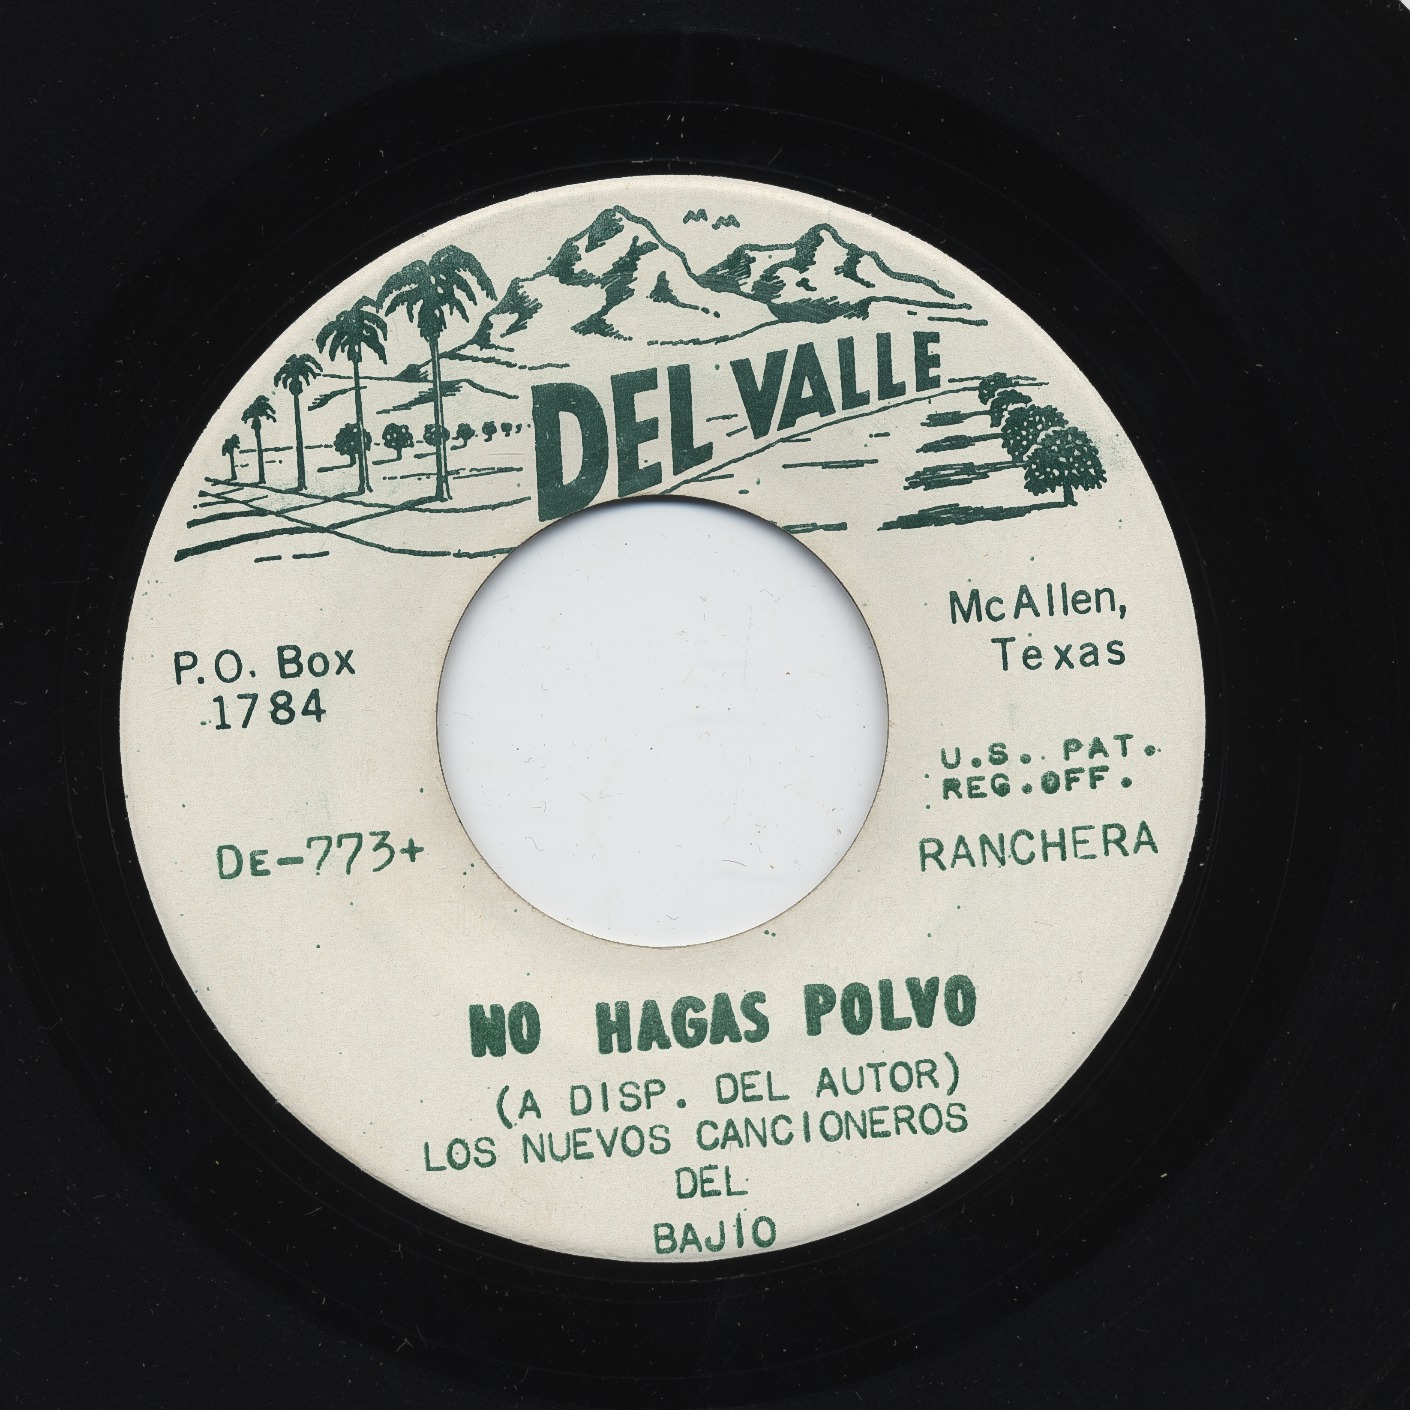 DEL VALLE
McAllen,
Texas
P.O. Box
1784
U.S. PAT.
REG.OFF.
DE-773+
RANCHERA
NO HAGAS POLVO
(A DISP. DEL AUTOR)
LOS NUEVOS CANCIONEROS
DEL
BAJIO